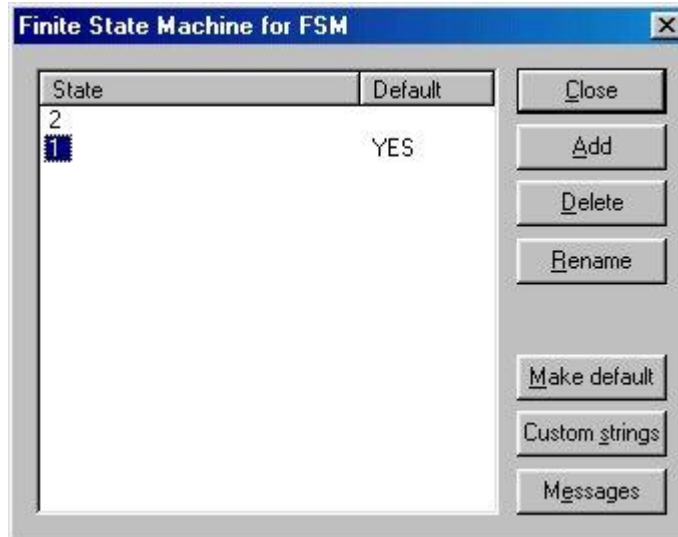 Finite State Machine for FSM
State Default
2
1 YES
Close
Add
Delete
Rename
Make default
Custom strings
Messages